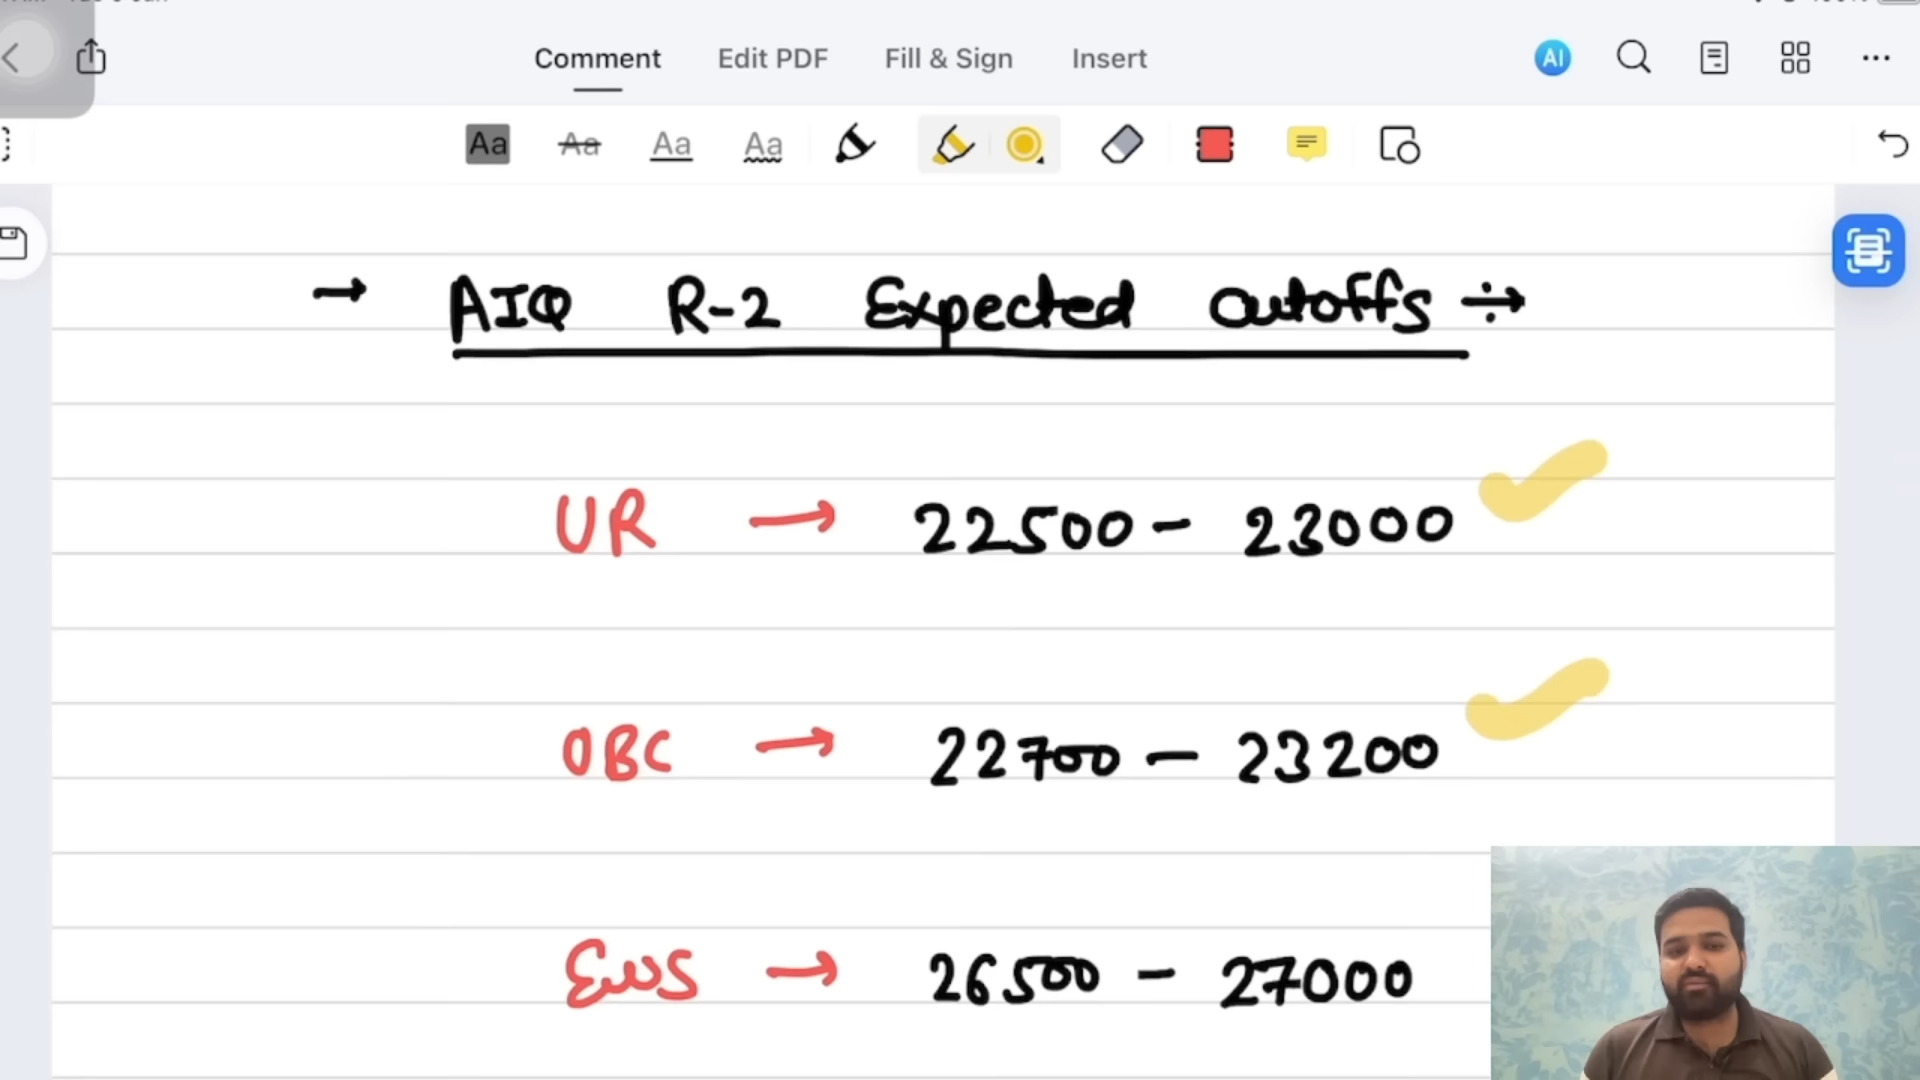 Comment Edit PDF Fill & Sign Insert AI
Aa Aa Aa Aa
→ AIQ R-2 Expected Cutoffs ÷→
UR → 22500 - 23000
OBC → 22700 - 23200
EWS → 26500 - 27000